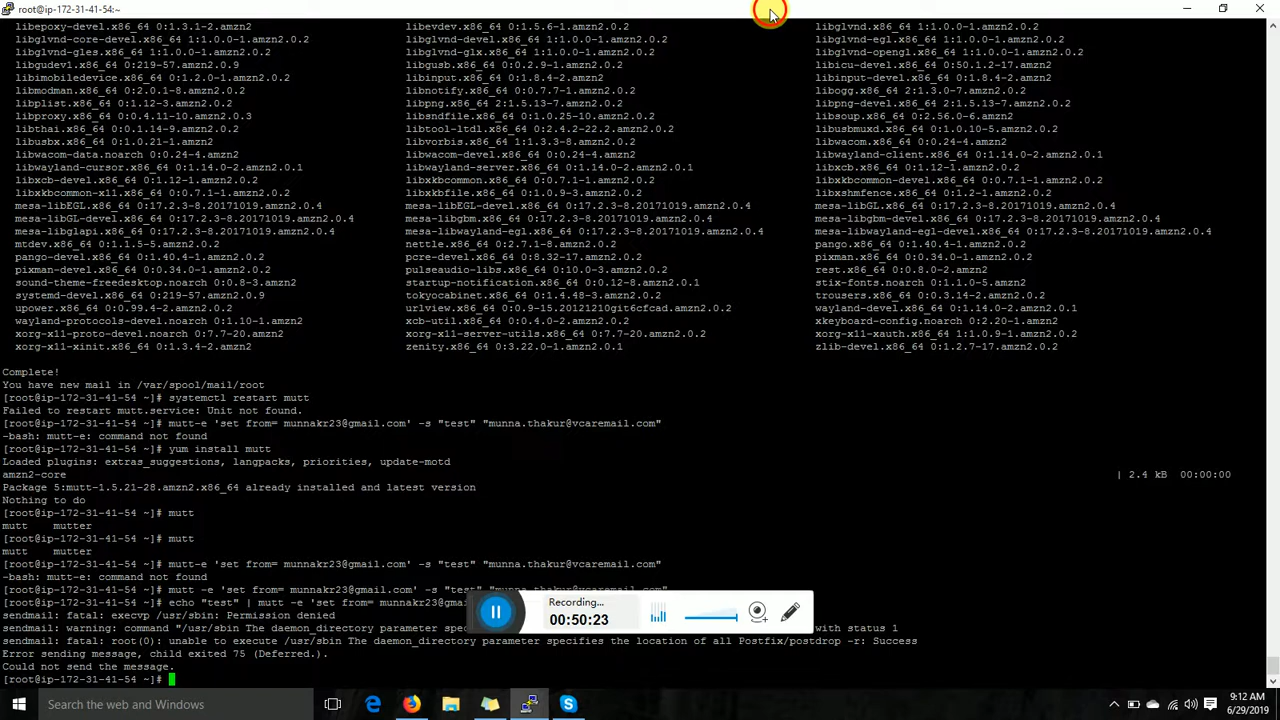 root@ip-172-31-41-54:~
libepoxy-devel.x86_64 0:1.3.1-2.amzn2.0.2 libevdev.x86_64 0:1.5.6-1.amzn2.0.2 libglvnd.x86_64 1:1.0.0-1.amzn2.0.2
libglvnd-core-devel.x86_64 1:1.0.0-1.amzn2.0.2 libglvnd-devel.x86_64 1:1.0.0-1.amzn2.0.2 libglvnd-egl.x86_64 1:1.0.0-1.amzn2.0.2
libglvnd-gles.x86_64 1:1.0.0-1.amzn2.0.2 libglvnd-glx.x86_64 1:1.0.0-1.amzn2.0.2 libglvnd-opengl.x86_64 1:1.0.0-1.amzn2.0.2
libgudev1.x86_64 0:219-57.amzn2.0.9 libgusb.x86_64 0:0.2.9-1.amzn2.0.2 libicu-devel.x86_64 0:50.1.2-17.amzn2
libimobiledevice.x86_64 0:1.2.0-1.amzn2.0.2 libinput.x86_64 0:1.8.4-2.amzn2 libinput-devel.x86_64 0:1.8.4-2.amzn2
libmodman.x86_64 0:2.0.1-8.amzn2.0.2 libnotify.x86_64 0:0.7.7-1.amzn2.0.2 libogg.x86_64 2:1.3.0-7.amzn2.0.2
libplist.x86_64 0:1.12-3.amzn2.0.2 libpng.x86_64 2:1.5.13-7.amzn2.0.2 libpng-devel.x86_64 2:1.5.13-7.amzn2.0.2
libproxy.x86_64 0:0.4.11-10.amzn2.0.3 libsndfile.x86_64 0:1.0.25-10.amzn2.0.2 libsoup.x86_64 0:2.56.0-6.amzn2
libthai.x86_64 0:0.1.14-9.amzn2.0.2 libtool-ltdl.x86_64 0:2.4.2-22.2.amzn2.0.2 libusbmuxd.x86_64 0:1.0.10-5.amzn2.0.2
libusbx.x86_64 0:1.0.21-1.amzn2 libvorbis.x86_64 1:1.3.3-8.amzn2.0.2 libwacom.x86_64 0:0.24-4.amzn2
libwacom-data.noarch 0:0.24-4.amzn2 libwacom-devel.x86_64 0:0.24-4.amzn2 libwayland-client.x86_64 0:1.14.0-2.amzn2.0.1
libwayland-cursor.x86_64 0:1.14.0-2.amzn2.0.1 libwayland-server.x86_64 0:1.14.0-2.amzn2.0.1 libxcb.x86_64 0:1.12-1.amzn2.0.2
libxcb-devel.x86_64 0:1.12-1.amzn2.0.2 libxkbcommon.x86_64 0:0.7.1-1.amzn2.0.2 libxkbcommon-devel.x86_64 0:0.7.1-1.amzn2.0.2
libxkbcommon-x11.x86_64 0:0.7.1-1.amzn2.0.2 libxkbfile.x86_64 0:1.0.9-3.amzn2.0.2 libxshmfence.x86_64 0:1.2-1.amzn2.0.2
mesa-libEGL.x86_64 0:17.2.3-8.20171019.amzn2.0.4 mesa-libEGL-devel.x86_64 0:17.2.3-8.20171019.amzn2.0.4 mesa-libGL.x86_64 0:17.2.3-8.20171019.amzn2.0.4
mesa-libGL-devel.x86_64 0:17.2.3-8.20171019.amzn2.0.4 mesa-libgbm.x86_64 0:17.2.3-8.20171019.amzn2.0.4 mesa-libgbm-devel.x86_64 0:17.2.3-8.20171019.amzn2.0.4
mesa-libglapi.x86_64 0:17.2.3-8.20171019.amzn2.0.4 mesa-libwayland-egl.x86_64 0:17.2.3-8.20171019.amzn2.0.4 mesa-libwayland-egl-devel.x86_64 0:17.2.3-8.20171019.amzn2.0.4
mtdev.x86_64 0:1.1.5-5.amzn2.0.2 nettle.x86_64 0:2.7.1-8.amzn2.0.2 pango.x86_64 0:1.40.4-1.amzn2.0.2
pango-devel.x86_64 0:1.40.4-1.amzn2.0.2 pcre-devel.x86_64 0:8.32-17.amzn2.0.2 pixman.x86_64 0:0.34.0-1.amzn2.0.2
pixman-devel.x86_64 0:0.34.0-1.amzn2.0.2 pulseaudio-libs.x86_64 0:10.0-3.amzn2.0.2 rest.x86_64 0:0.8.0-2.amzn2
sound-theme-freedesktop.noarch 0:0.8-3.amzn2 startup-notification.x86_64 0:0.12-8.amzn2.0.1 stix-fonts.noarch 0:1.1.0-5.amzn2
systemd-devel.x86_64 0:219-57.amzn2.0.9 tokyocabinet.x86_64 0:1.4.48-3.amzn2.0.2 trousers.x86_64 0:0.3.14-2.amzn2.0.2
upower.x86_64 0:0.99.4-2.amzn2.0.2 urlview.x86_64 0:0.9-15.20121210git6cfcad.amzn2.0.2 wayland-devel.x86_64 0:1.14.0-2.amzn2.0.1
wayland-protocols-devel.noarch 0:1.10-1.amzn2 xcb-util.x86_64 0:0.4.0-2.amzn2.0.2 xkeyboard-config.noarch 0:2.20-1.amzn2
xorg-x11-proto-devel.noarch 0:7.7-20.amzn2 xorg-x11-server-utils.x86_64 0:7.7-20.amzn2.0.2 xorg-x11-xauth.x86_64 1:1.0.9-1.amzn2.0.2
xorg-x11-xinit.x86_64 0:1.3.4-2.amzn2 zenity.x86_64 0:3.22.0-1.amzn2.0.1 zlib-devel.x86_64 0:1.2.7-17.amzn2.0.2
Complete!
You have new mail in /var/spool/mail/root
[root@ip-172-31-41-54 ~]# systemctl restart mutt
Failed to restart mutt.service: Unit not found.
[root@ip-172-31-41-54 ~]# mutt-e 'set from= munnakr23@gmail.com' -s "test" "munna.thakur@vcaremail.com"
-bash: mutt-e: command not found
[root@ip-172-31-41-54 ~]# yum install mutt
Loaded plugins: extras_suggestions, langpacks, priorities, update-motd
amzn2-core | 2.4 kB 00:00:00
Package 5:mutt-1.5.21-28.amzn2.x86_64 already installed and latest version
Nothing to do
[root@ip-172-31-41-54 ~]# mutt
mutt mutter
[root@ip-172-31-41-54 ~]# mutt
mutt mutter
[root@ip-172-31-41-54 ~]# mutt-e 'set from= munnakr23@gmail.com' -s "test" "munna.thakur@vcaremail.com"
-bash: mutt-e: command not found
[root@ip-172-31-41-54 ~]# mutt -e 'set from= munnakr23@gmail.com' -s "test" "munna.thakur@vcaremail.com"
[root@ip-172-31-41-54 ~]# echo "test" | mutt -e 'set from= munnakr23@gmail
sendmail: fatal: execvp /usr/sbin: Permission denied
sendmail: warning: command "/usr/sbin The daemon_directory parameter spec with status 1
sendmail: fatal: root(0): unable to execute /usr/sbin The daemon_directory parameter specifies the location of all Postfix/postdrop -r: Success
Error sending message, child exited 75 (Deferred.).
Could not send the message.
[root@ip-172-31-41-54 ~]#
Recording...
00:50:23
Search the web and Windows
9:12 AM
6/29/2019